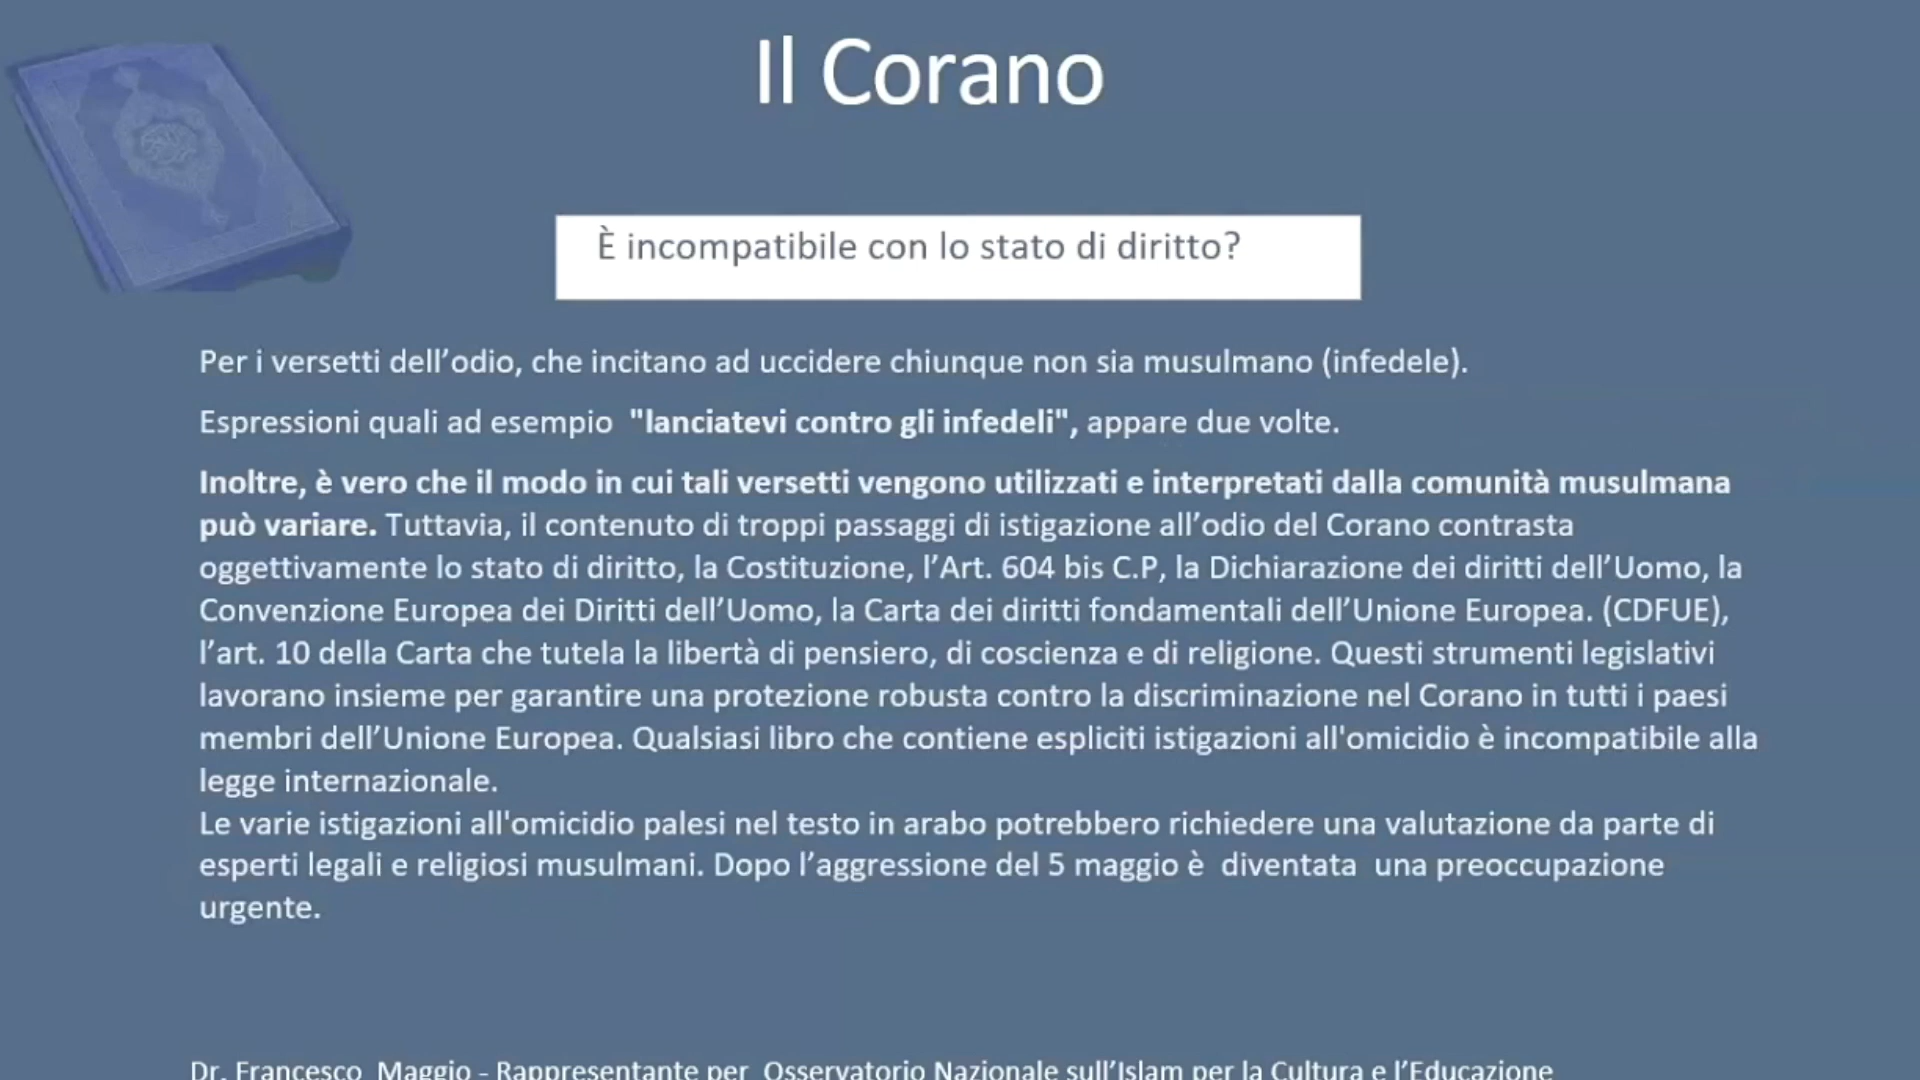 Il Corano
È incompatibile con lo stato di diritto?
Per i versetti dell’odio, che incitano ad uccidere chiunque non sia musulmano (infedele).
Espressioni quali ad esempio "lanciatevi contro gli infedeli", appare due volte.
Inoltre, è vero che il modo in cui tali versetti vengono utilizzati e interpretati dalla comunità musulmana
può variare. Tuttavia, il contenuto di troppi passaggi di istigazione all’odio del Corano contrasta
oggettivamente lo stato di diritto, la Costituzione, l’Art. 604 bis C.P, la Dichiarazione dei diritti dell’Uomo, la
Convenzione Europea dei Diritti dell’Uomo, la Carta dei diritti fondamentali dell’Unione Europea. (CDFUE),
l’art. 10 della Carta che tutela la libertà di pensiero, di coscienza e di religione. Questi strumenti legislativi
lavorano insieme per garantire una protezione robusta contro la discriminazione nel Corano in tutti i paesi
membri dell’Unione Europea. Qualsiasi libro che contiene espliciti istigazioni all'omicidio è incompatibile alla
legge internazionale.
Le varie istigazioni all'omicidio palesi nel testo in arabo potrebbero richiedere una valutazione da parte di
esperti legali e religiosi musulmani. Dopo l’aggressione del 5 maggio è diventata una preoccupazione
urgente.
Dr. Francesco Maggio - Rappresentante per Osservatorio Nazionale sull’Islam per la Cultura e l’Educazione